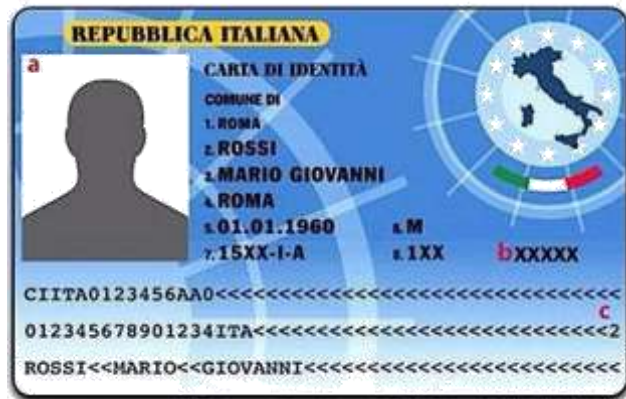 REPUBBLICA ITALIANA
a
CARTA DI IDENTITÀ
COMUNE DI
1. ROMA
2. ROSSI
3. MARIO GIOVANNI
4. ROMA
5. 01.01.1960 6. M
7. 15XX-I-A 8. 1XX bXXXXX
CIITA0123456AA0<<<<<<<<<<<<<<<<<<<<<<<<<<<<<<<
c
012345678901234ITA<<<<<<<<<<<<<<<<<<<<<<<<<<<2
ROSSI<<MARIO<<GIOVANNI<<<<<<<<<<<<<<<<<<<<<<<<